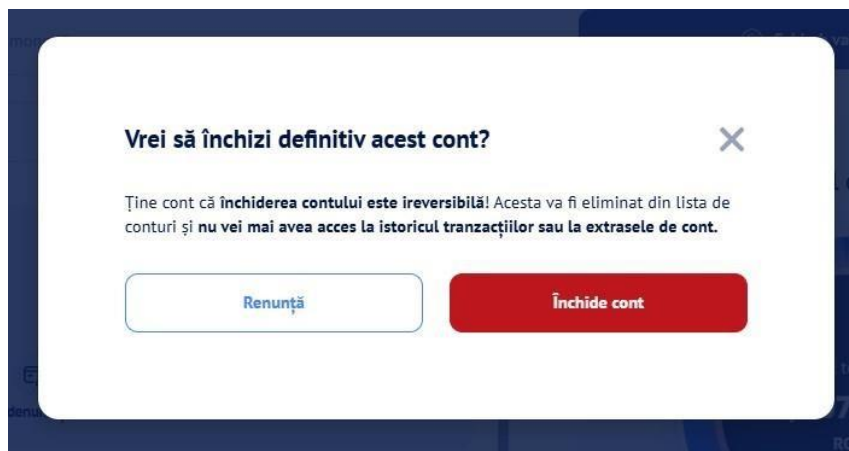 Vrei să închizi definitiv acest cont?
Ține cont că închiderea contului este ireversibilă! Acesta va fi eliminat din lista de
conturi și nu vei mai avea acces la istoricul tranzacțiilor sau la extrasele de cont.
Renunță
Închide cont